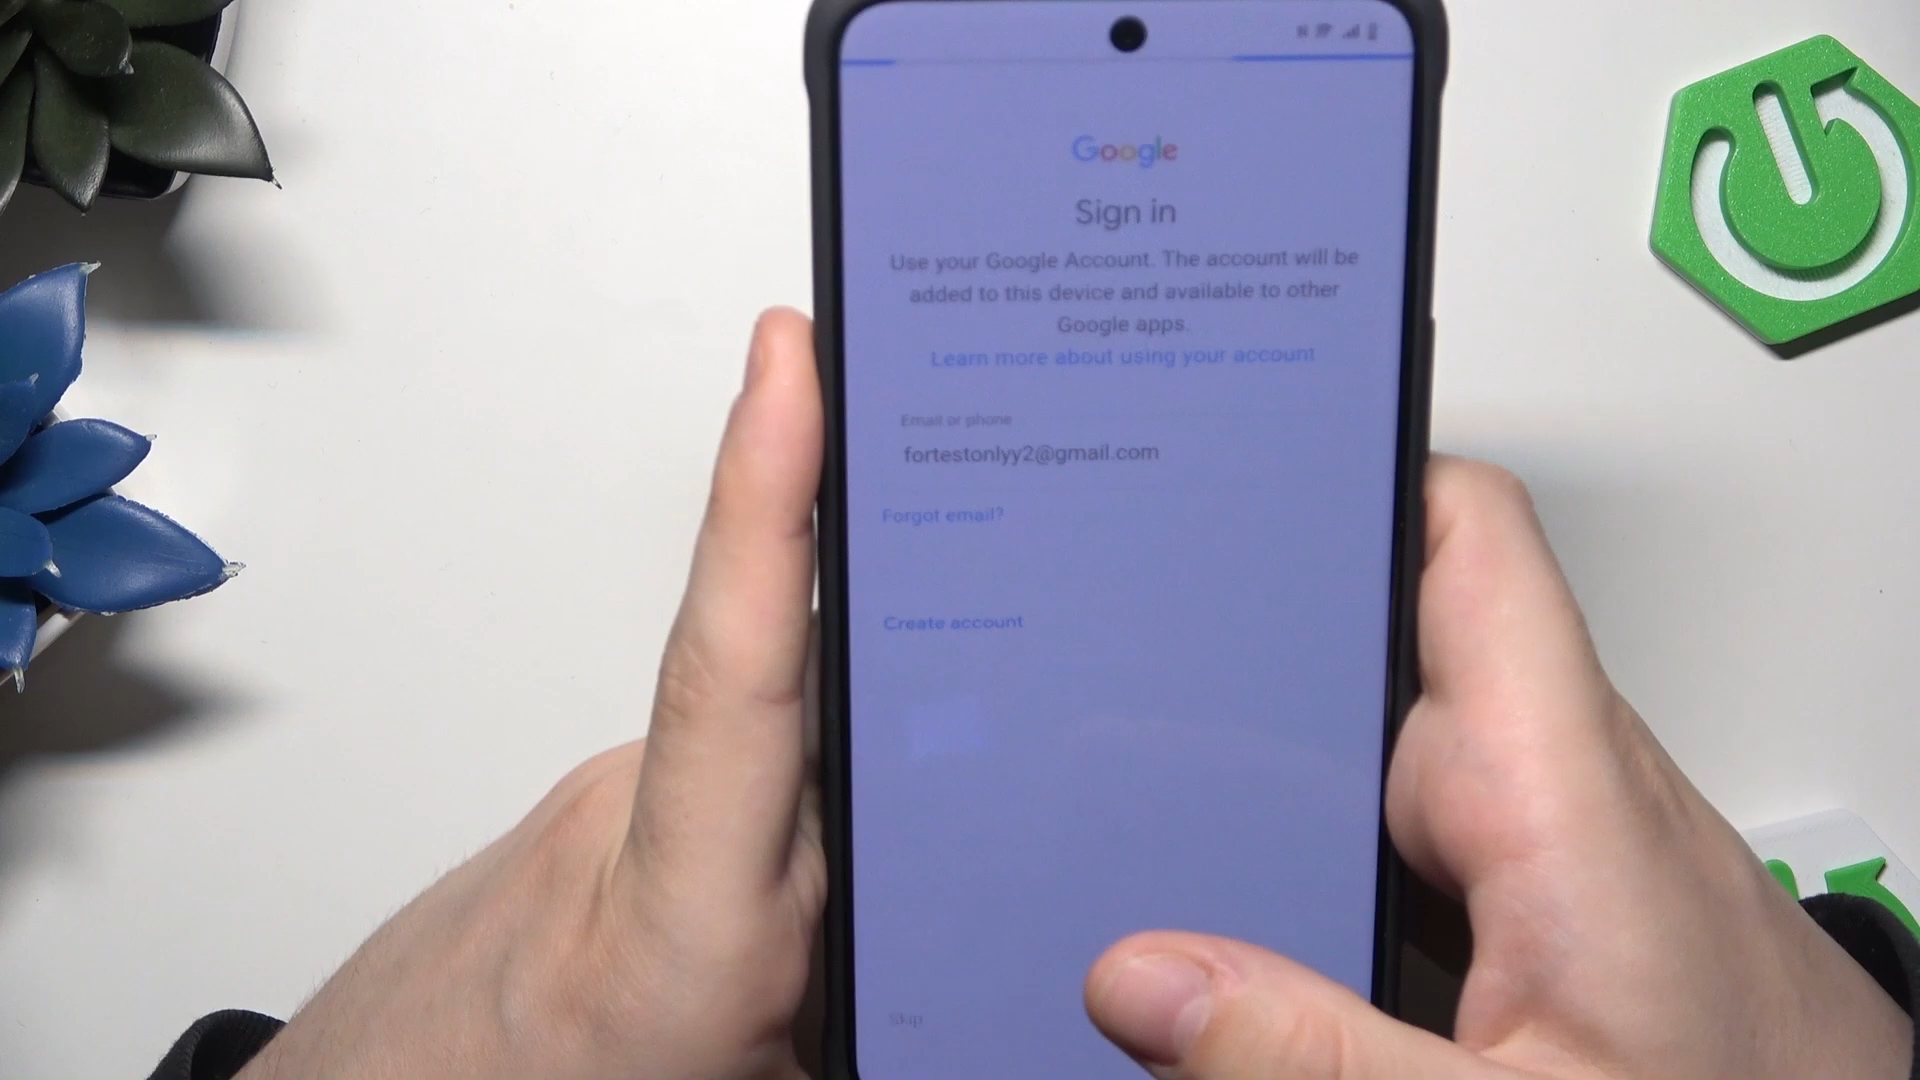 Google
Sign in
Use your Google Account. The account will be
added to this device and available to other
Google apps.
Learn more about using your account
Email or phone
fortestonlyy2@gmail.com
Forgot email?
Create account
Skip